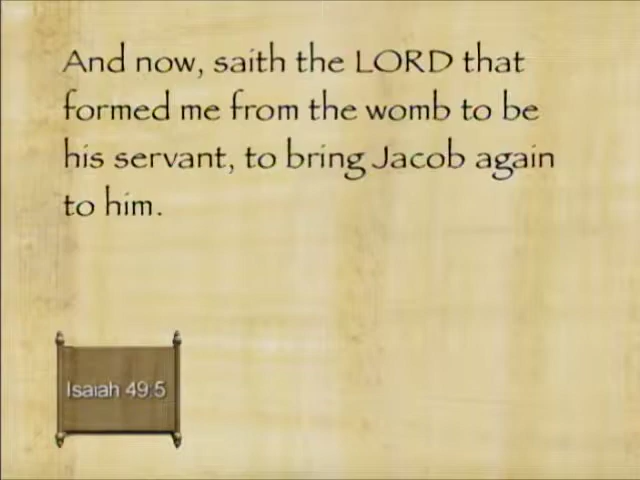 And now, saith the LORD that
formed me from the womb to be
his servant, to bring Jacob again
to him.
Isaiah 49:5